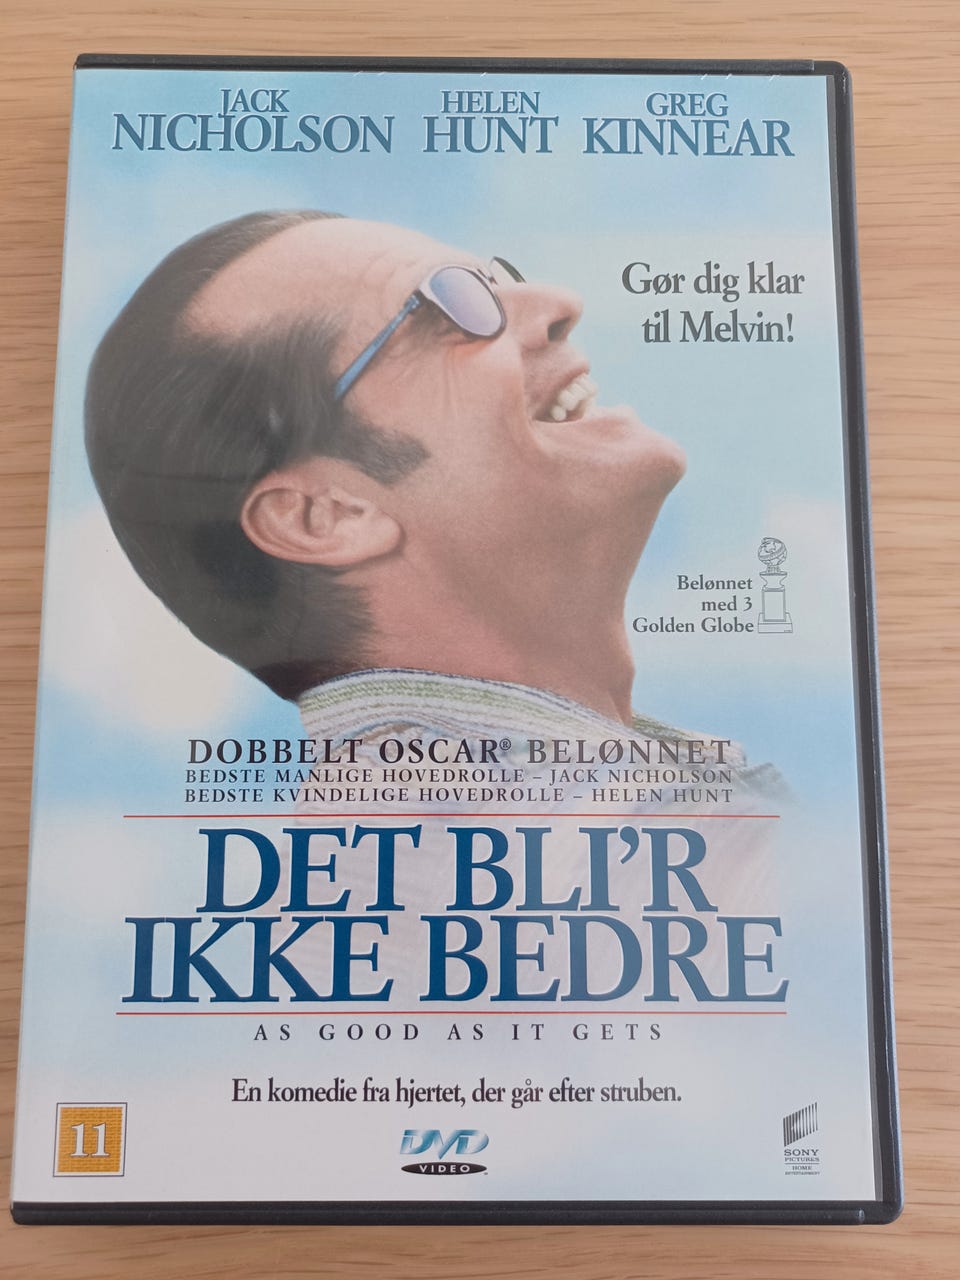 JACK NICHOLSON
HELEN HUNT
GREG KINNEAR
Gør dig klar
til Melvin!
Belønnet
med 3
Golden Globe
DOBBELT OSCAR® BELØNNET
BEDSTE MANLIGE HOVEDROLLE – JACK NICHOLSON
BEDSTE KVINDELIGE HOVEDROLLE – HELEN HUNT
DET BLI'R
IKKE BEDRE
AS GOOD AS IT GETS
En komedie fra hjertet, der går efter struben.
11
DVD
VIDEO
SONY
PICTURES
HOME
ENTERTAINMENT